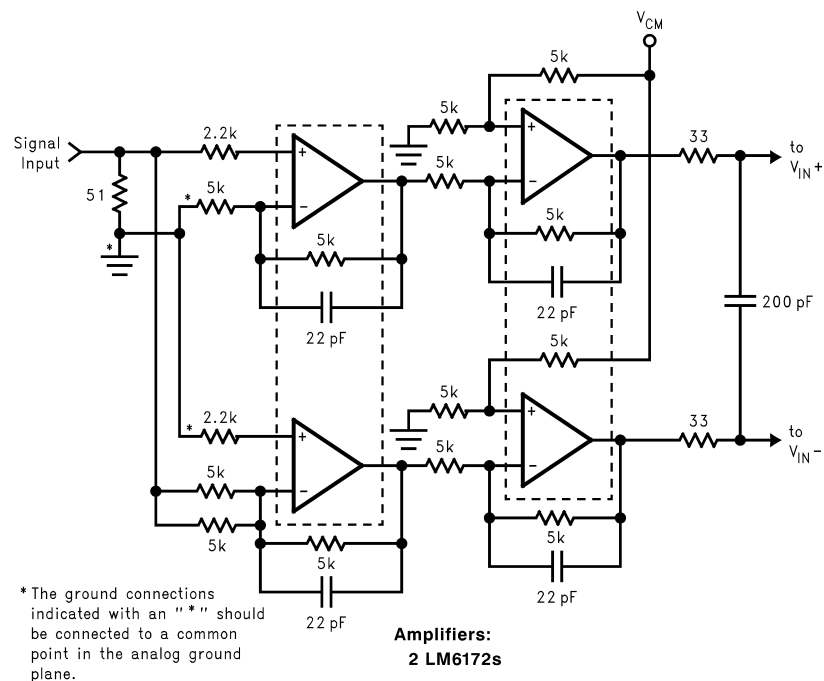 V_CM
5k
5k
Signal
Input
2.2k
+
+
33
to
V_IN+
51
* 5k
−
5k
−
*
5k
5k
22 pF
22 pF
200 pF
5k
* 2.2k
+
5k
+
33
to
V_IN−
5k
−
5k
−
5k
5k
5k
22 pF
22 pF
* The ground connections
indicated with an "*" should
be connected to a common
point in the analog ground
plane.
Amplifiers:
2 LM6172s